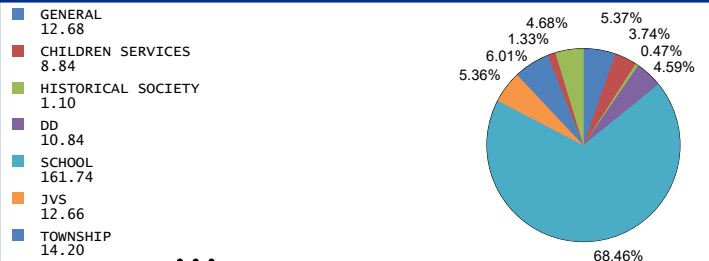 GENERAL
12.68
CHILDREN SERVICES
8.84
HISTORICAL SOCIETY
1.10
DD
10.84
SCHOOL
161.74
JVS
12.66
TOWNSHIP
14.20
5.37%
3.74%
0.47%
4.59%
68.46%
5.36%
6.01%
1.33%
4.68%